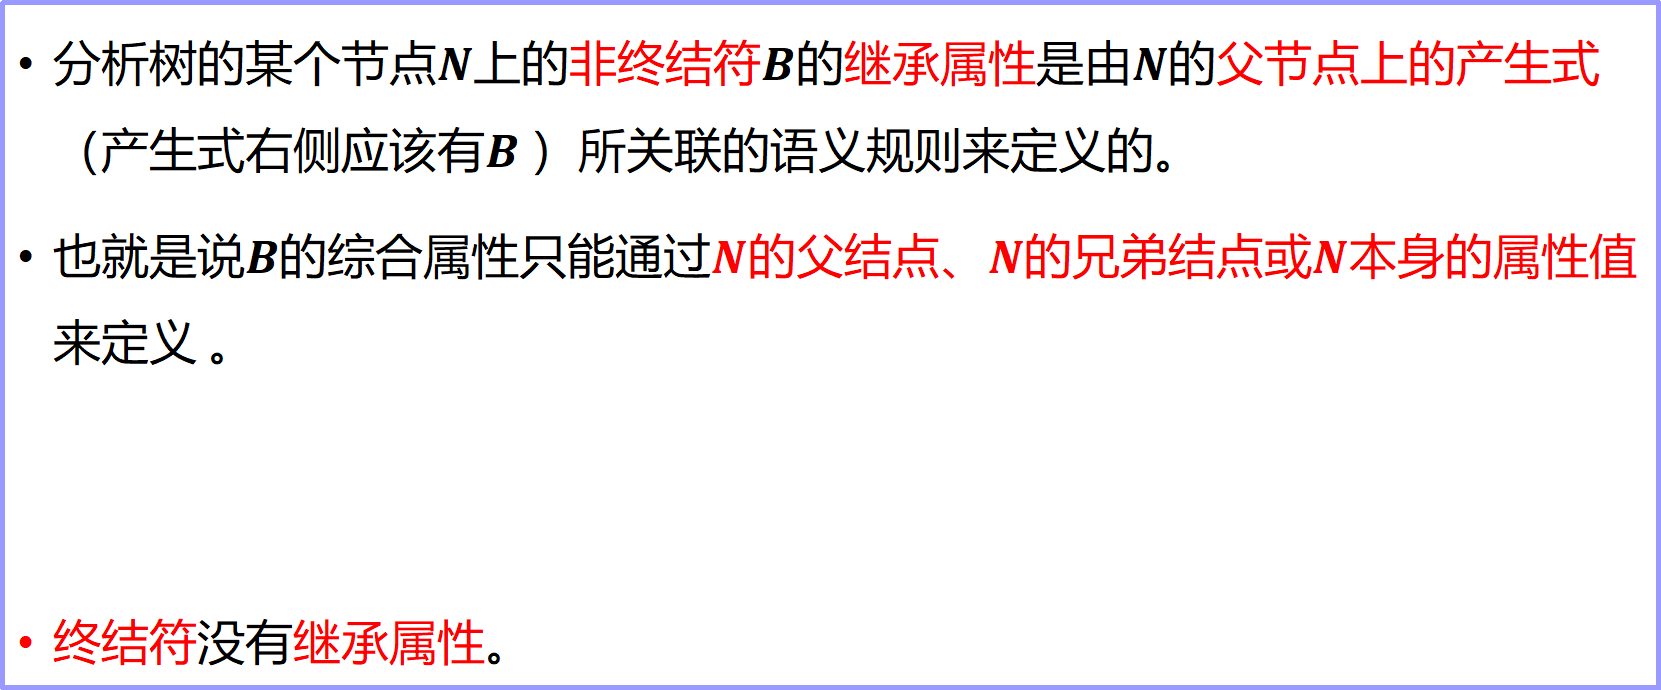 • 分析树的某个节点N上的非终结符B的继承属性是由N的父节点上的产生式
（产生式右侧应该有B ）所关联的语义规则来定义的。
• 也就是说B的综合属性只能通过N的父结点、N的兄弟结点或N本身的属性值
来定义 。
• 终结符没有继承属性。